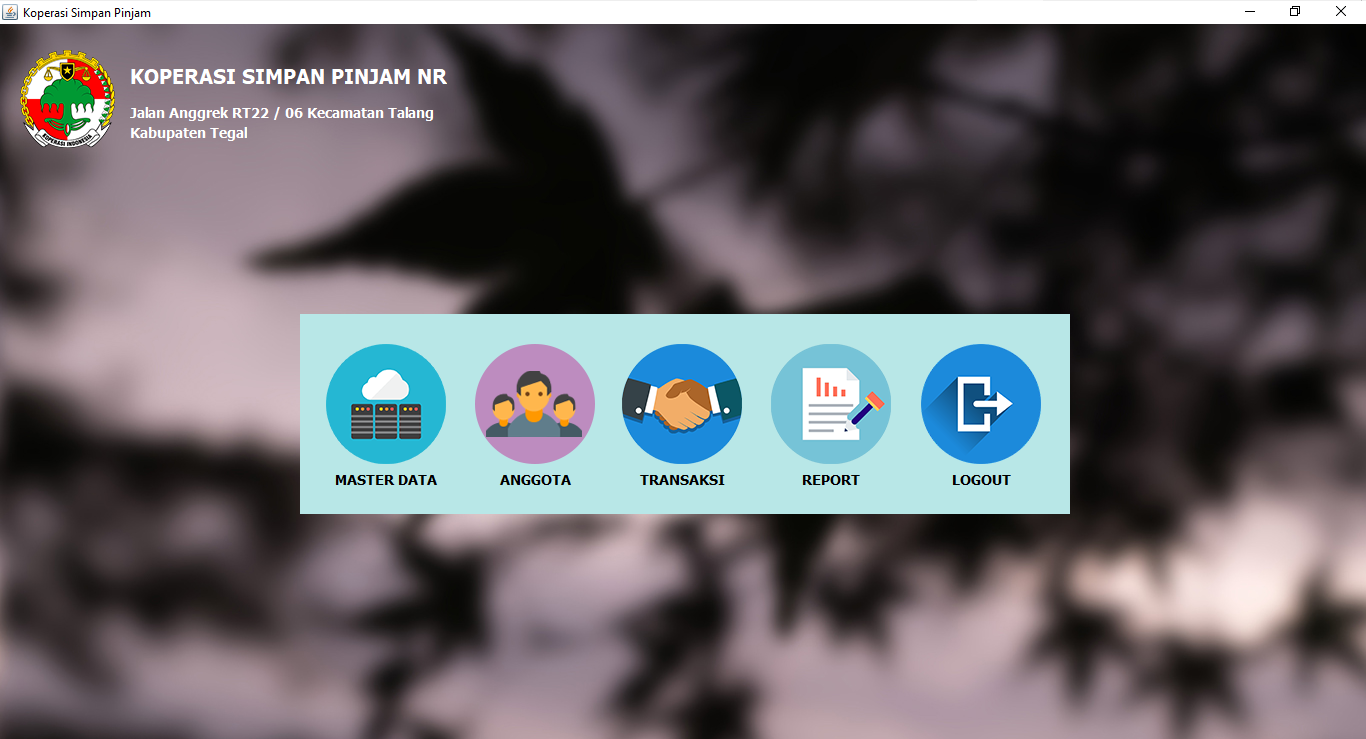 Koperasi Simpan Pinjam
KOPERASI SIMPAN PINJAM NR
Jalan Anggrek RT22 / 06 Kecamatan Talang
Kabupaten Tegal
KOPERASI INDONESIA
MASTER DATA
ANGGOTA
TRANSAKSI
REPORT
LOGOUT